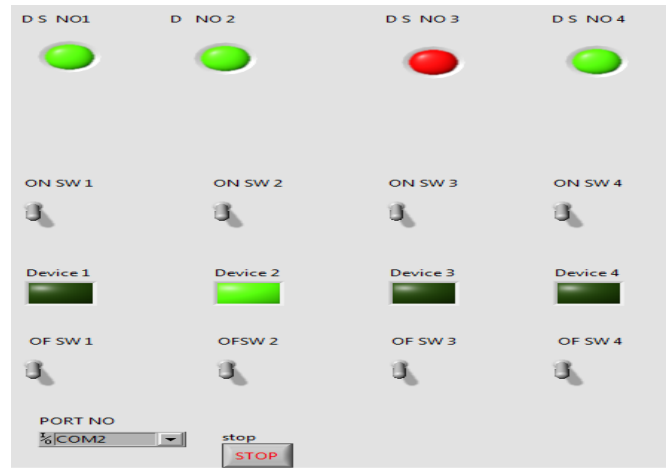 D S NO1 D NO 2 D S NO 3 D S NO 4
ON SW 1 ON SW 2 ON SW 3 ON SW 4
Device 1 Device 2 Device 3 Device 4
OF SW 1 OFSW 2 OF SW 3 OF SW 4
PORT NO
I/O COM2
stop
STOP